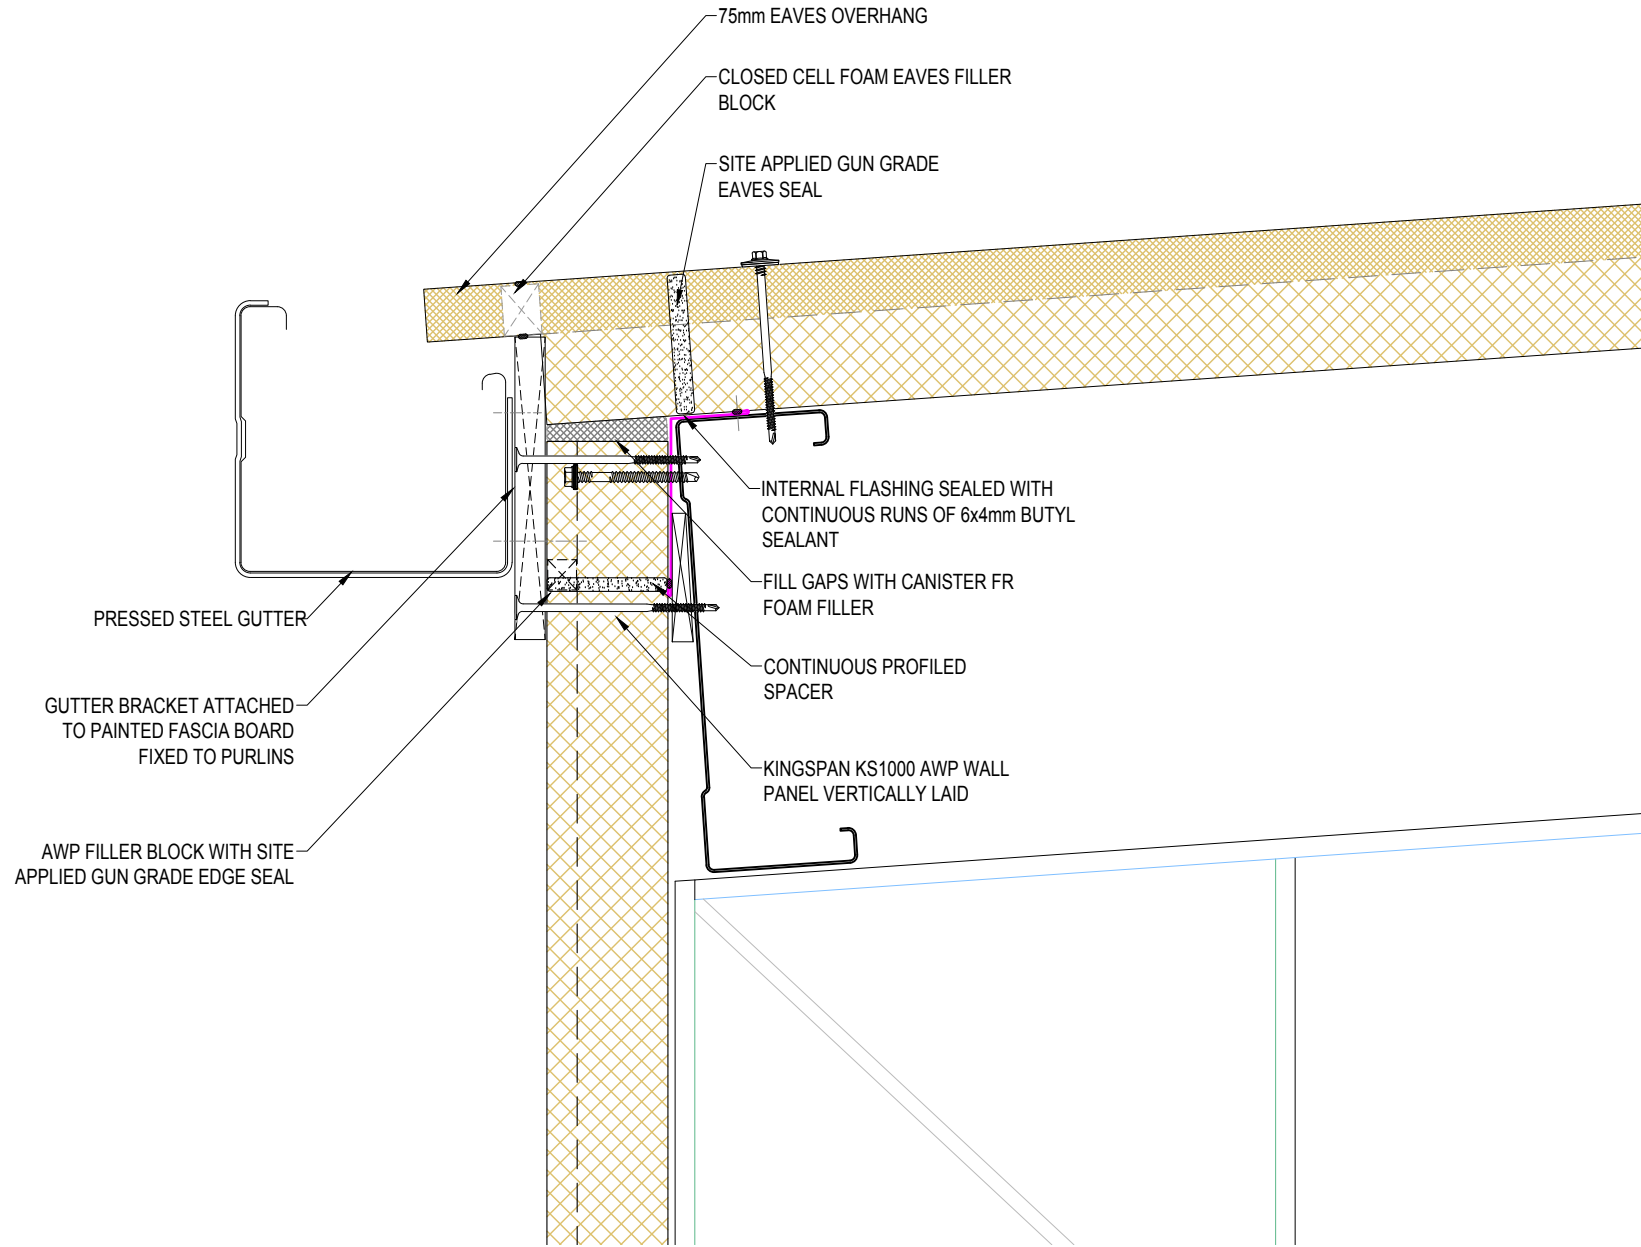 75mm EAVES OVERHANG
CLOSED CELL FOAM EAVES FILLER
BLOCK
SITE APPLIED GUN GRADE
EAVES SEAL
INTERNAL FLASHING SEALED WITH
CONTINUOUS RUNS OF 6x4mm BUTYL
SEALANT
FILL GAPS WITH CANISTER FR
FOAM FILLER
PRESSED STEEL GUTTER
CONTINUOUS PROFILED
SPACER
GUTTER BRACKET ATTACHED
TO PAINTED FASCIA BOARD
FIXED TO PURLINS
KINGSPAN KS1000 AWP WALL
PANEL VERTICALLY LAID
AWP FILLER BLOCK WITH SITE
APPLIED GUN GRADE EDGE SEAL